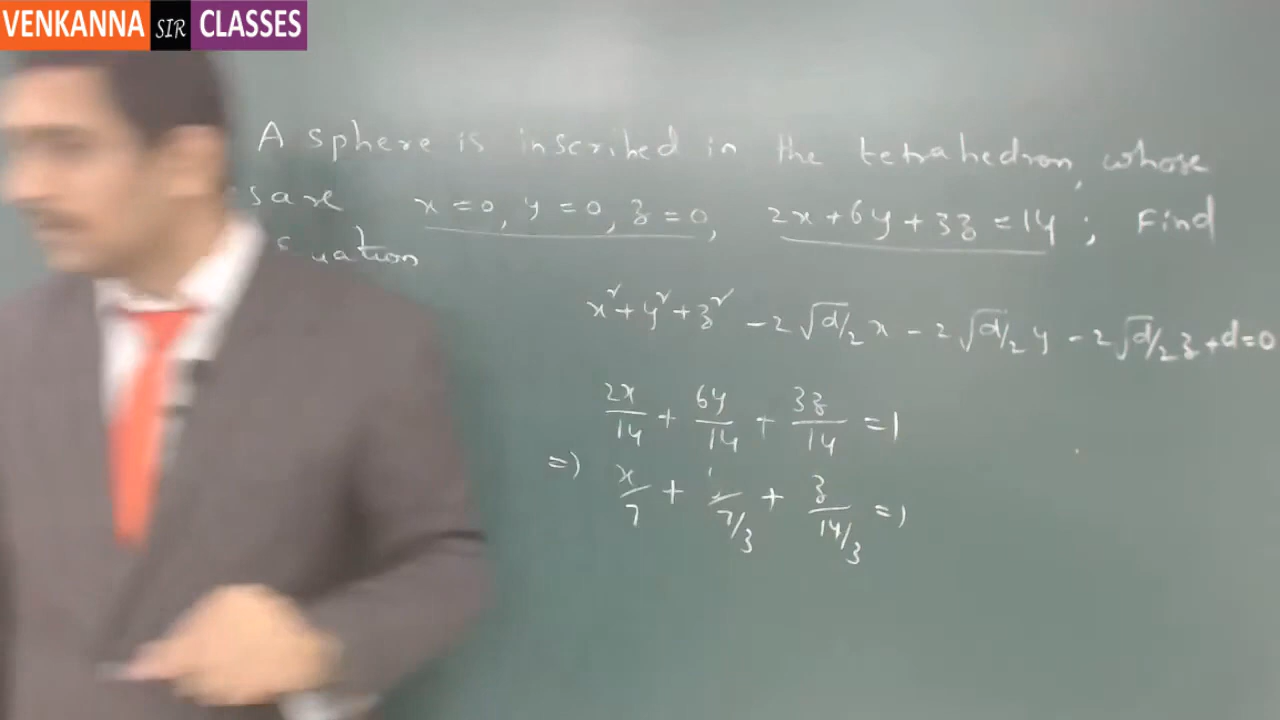 VENKANNA SIR CLASSES
A sphere is inscribed in the tetrahedron, whose
s are x = 0, y = 0, z = 0, 2x + 6y + 3z = 14 ; Find
uation
x² + y² + z² - 2√d/2 x - 2√d/2 y - 2√d/2 z + d = 0
2x/14 + 6y/14 + 3z/14 = 1
=) x/7 + y/7/3 + z/14/3 = 1